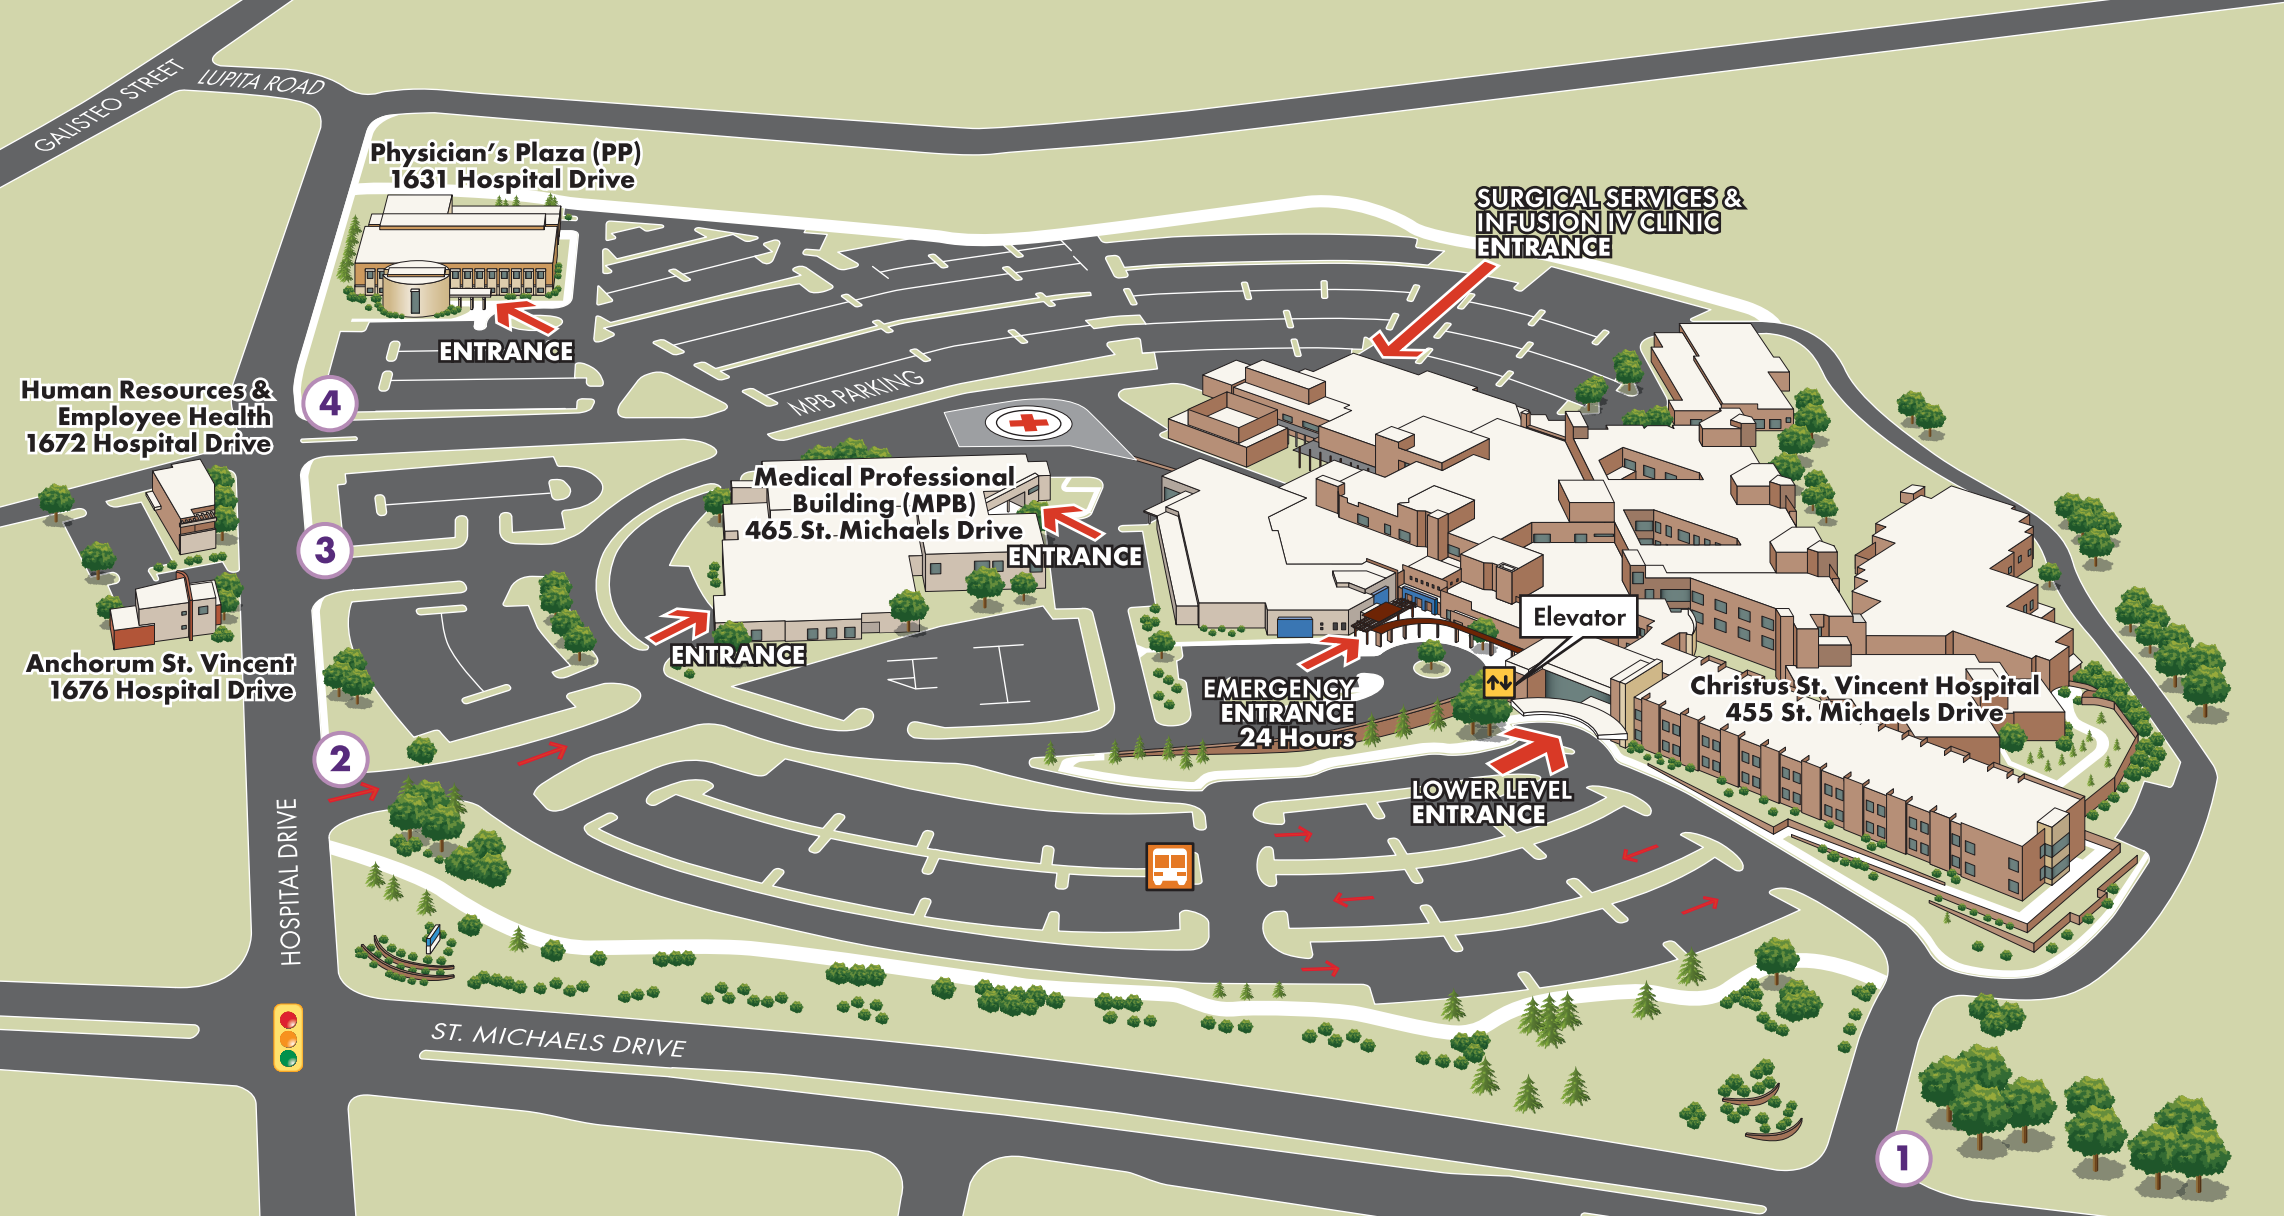 GALISTEO STREET
LUPITA ROAD
Physician's Plaza (PP)
1631 Hospital Drive
ENTRANCE
SURGICAL SERVICES &
INFUSION IV CLINIC
ENTRANCE
Human Resources &
Employee Health
1672 Hospital Drive
4
MPB PARKING
Medical Professional
Building (MPB)
465 St. Michaels Drive
ENTRANCE
3
ENTRANCE
Elevator
Anchorum St. Vincent
1676 Hospital Drive
EMERGENCY
ENTRANCE
24 Hours
Christus St. Vincent Hospital
455 St. Michaels Drive
2
LOWER LEVEL
ENTRANCE
HOSPITAL DRIVE
ST. MICHAELS DRIVE
1